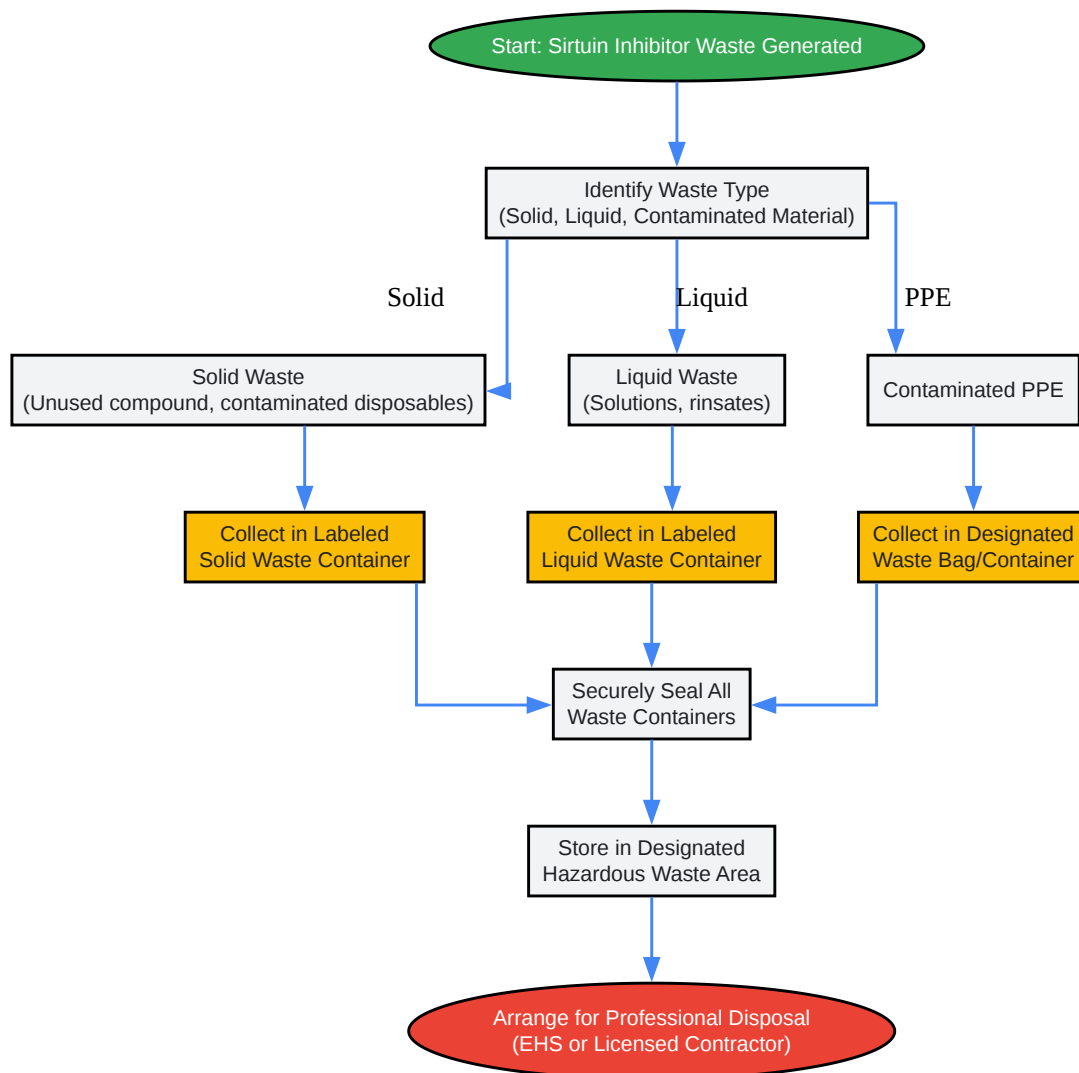 Start: Sirtuin Inhibitor Waste Generated
Identify Waste Type
(Solid, Liquid, Contaminated Material)
Solid
Liquid
PPE
Solid Waste
(Unused compound, contaminated disposables)
Liquid Waste
(Solutions, rinsates)
Contaminated PPE
Collect in Labeled
Solid Waste Container
Collect in Labeled
Liquid Waste Container
Collect in Designated
Waste Bag/Container
Securely Seal All
Waste Containers
Store in Designated
Hazardous Waste Area
Arrange for Professional Disposal
(EHS or Licensed Contractor)